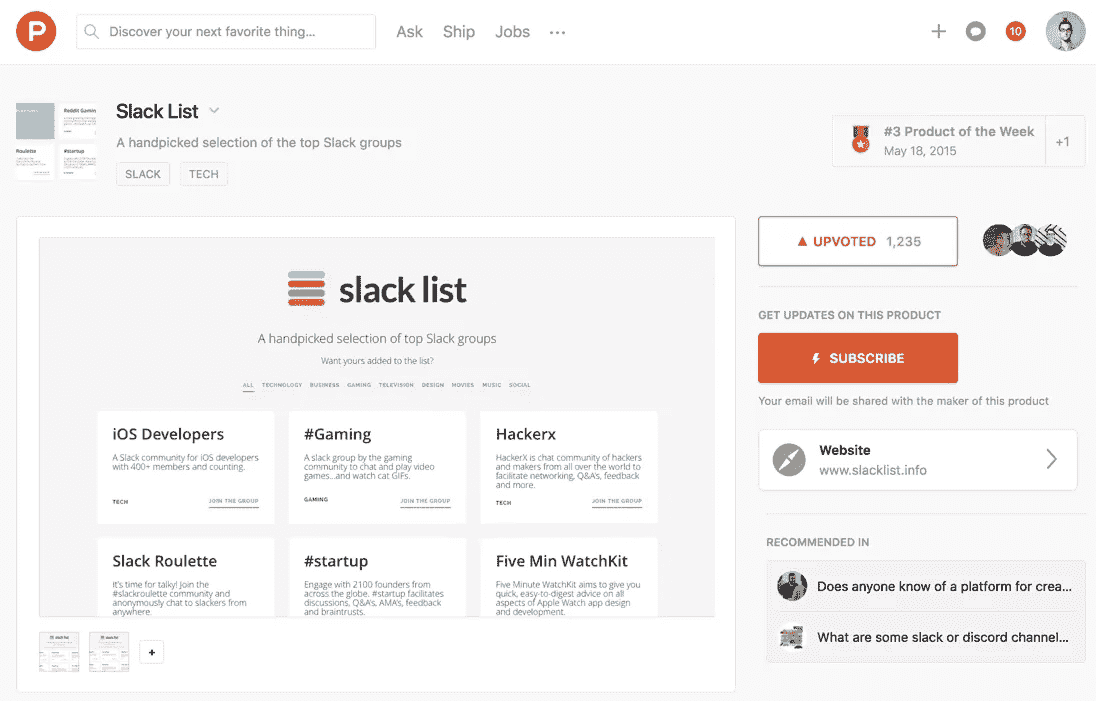 P
Discover your next favorite thing...
Ask Ship Jobs ...
10
Reddit Gamin
Roulette
#startup
Slack List
A handpicked selection of the top Slack groups
SLACK TECH
#3 Product of the Week
May 18, 2015
+1
slack list
A handpicked selection of top Slack groups
Want yours added to the list?
ALL TECHNOLOGY BUSINESS GAMING TELEVISION DESIGN MOVIES MUSIC SOCIAL
iOS Developers
A Slack community for iOS developers
with 400+ members and counting.
TECH JOIN THE GROUP
#Gaming
A slack group by the gaming
community to chat and play video
games...and watch cat GIFs.
GAMING JOIN THE GROUP
Hackerx
HackerX is chat community of hackers
and makers from all over the world to
facilitate networking, Q&A's, feedback
and more.
TECH JOIN THE GROUP
Slack Roulette
It's time for talky! Join the
#slackroulette community and
anonymously chat to slackers from
anywhere.
#startup
Engage with 2100 founders from
across the globe. #startup facilitates
discussions, Q&A's, AMA's, feedback
and braintrusts.
Five Min WatchKit
Five Minute WatchKit aims to give you
quick, easy-to-digest advice on all
aspects of Apple Watch app design
and development.
slack list
slack list
+
UPVOTED 1,235
GET UPDATES ON THIS PRODUCT
SUBSCRIBE
Your email will be shared with the maker of this product
Website
www.slacklist.info
RECOMMENDED IN
Does anyone know of a platform for crea...
What are some slack or discord channel...